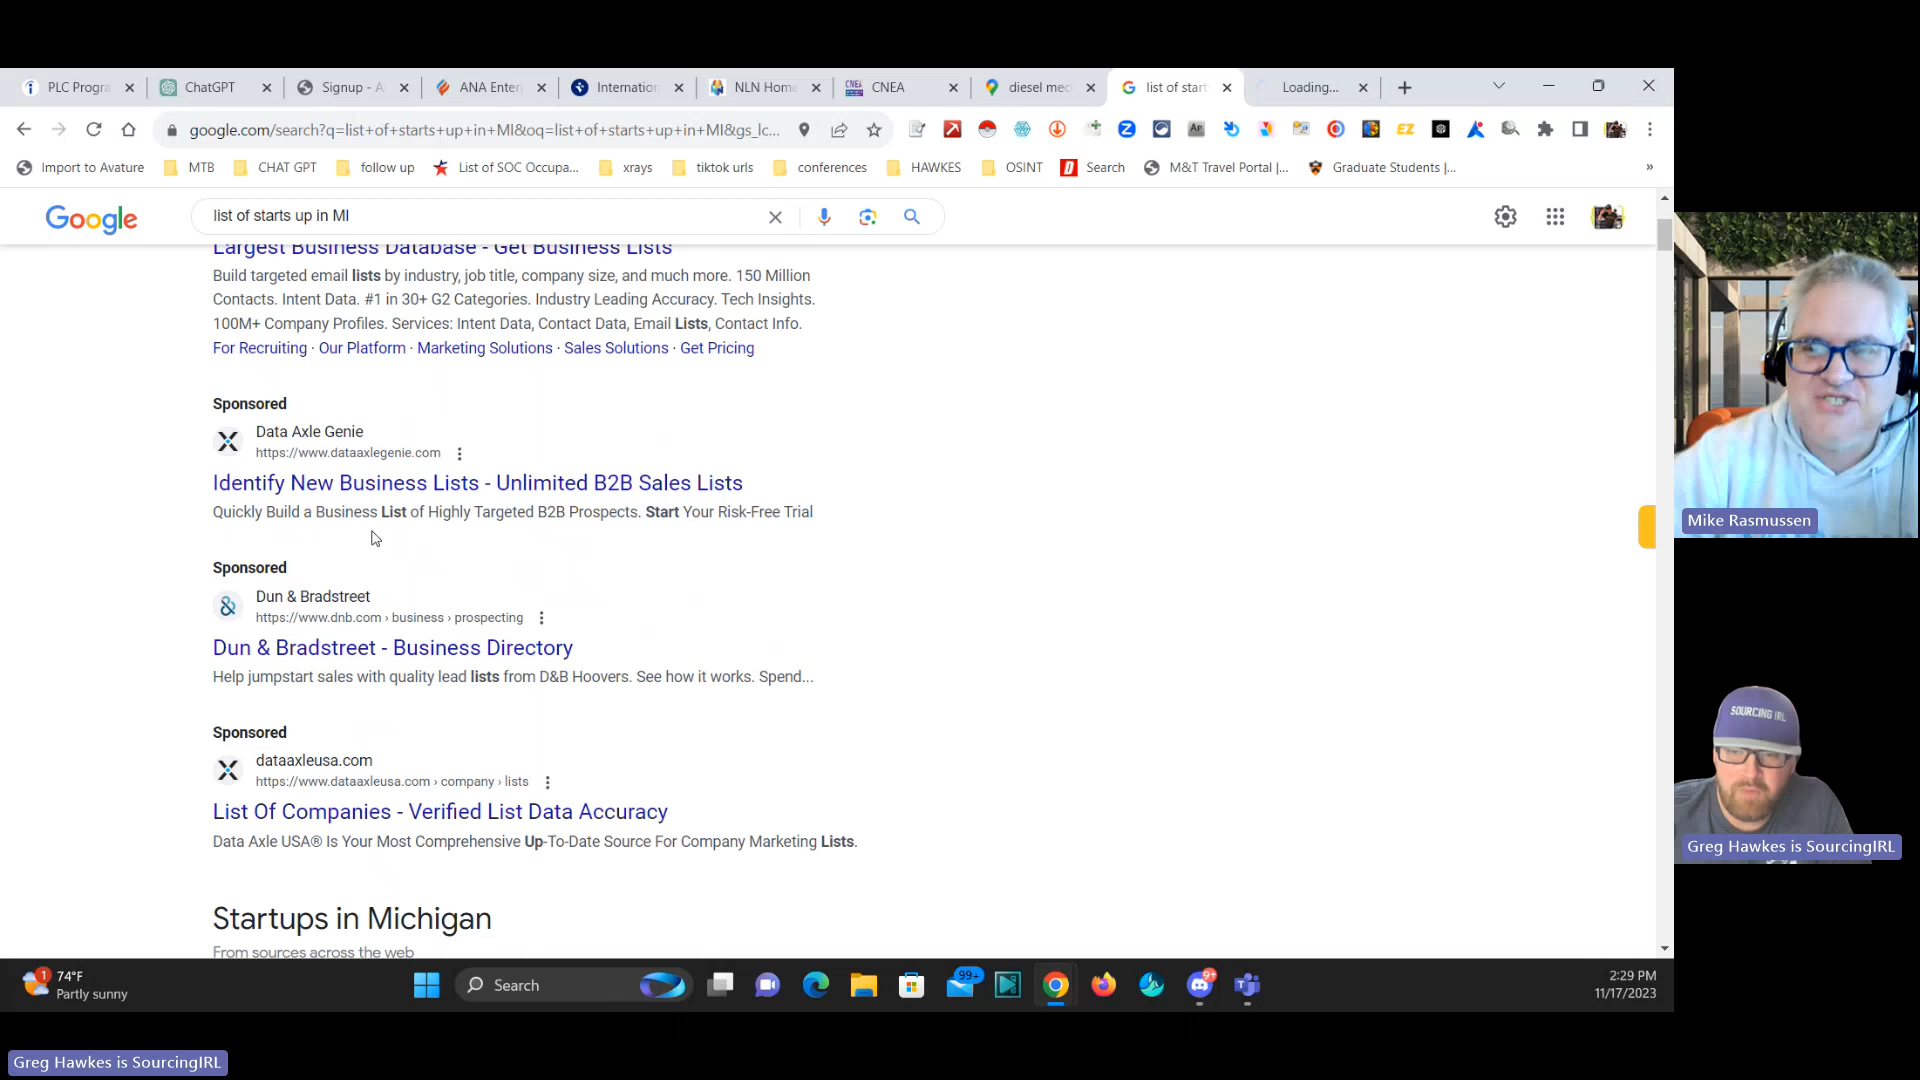 PLC Progra
ChatGPT
Signup - A
ANA Enter
Internation
NLN Home
CNEA
CNEA
diesel mec
list of start
Loading...
google.com/search?q=list+of+starts+up+in+MI&oq=list+of+starts+up+in+MI&gs_lc...
Import to Avature
MTB
CHAT GPT
follow up
List of SOC Occupa...
xrays
tiktok urls
conferences
HAWKES
OSINT
Search
M&T Travel Portal |...
Graduate Students |...
Google
list of starts up in MI
Largest Business Database - Get Business Lists
Build targeted email lists by industry, job title, company size, and much more. 150 Million
Contacts. Intent Data. #1 in 30+ G2 Categories. Industry Leading Accuracy. Tech Insights.
100M+ Company Profiles. Services: Intent Data, Contact Data, Email Lists, Contact Info.
For Recruiting · Our Platform · Marketing Solutions · Sales Solutions · Get Pricing
Sponsored
Data Axle Genie
https://www.dataaxlegenie.com
Identify New Business Lists - Unlimited B2B Sales Lists
Quickly Build a Business List of Highly Targeted B2B Prospects. Start Your Risk-Free Trial
Sponsored
Dun & Bradstreet
https://www.dnb.com › business › prospecting
Dun & Bradstreet - Business Directory
Help jumpstart sales with quality lead lists from D&B Hoovers. See how it works. Spend...
Sponsored
dataaxleusa.com
https://www.dataaxleusa.com › company › lists
List Of Companies - Verified List Data Accuracy
Data Axle USA® Is Your Most Comprehensive Up-To-Date Source For Company Marketing Lists.
Startups in Michigan
From sources across the web
Mike Rasmussen
SOURCING IRL
Greg Hawkes is SourcingIRL
1
74°F
Partly sunny
Search
99+
9+
2:29 PM
11/17/2023
Greg Hawkes is SourcingIRL